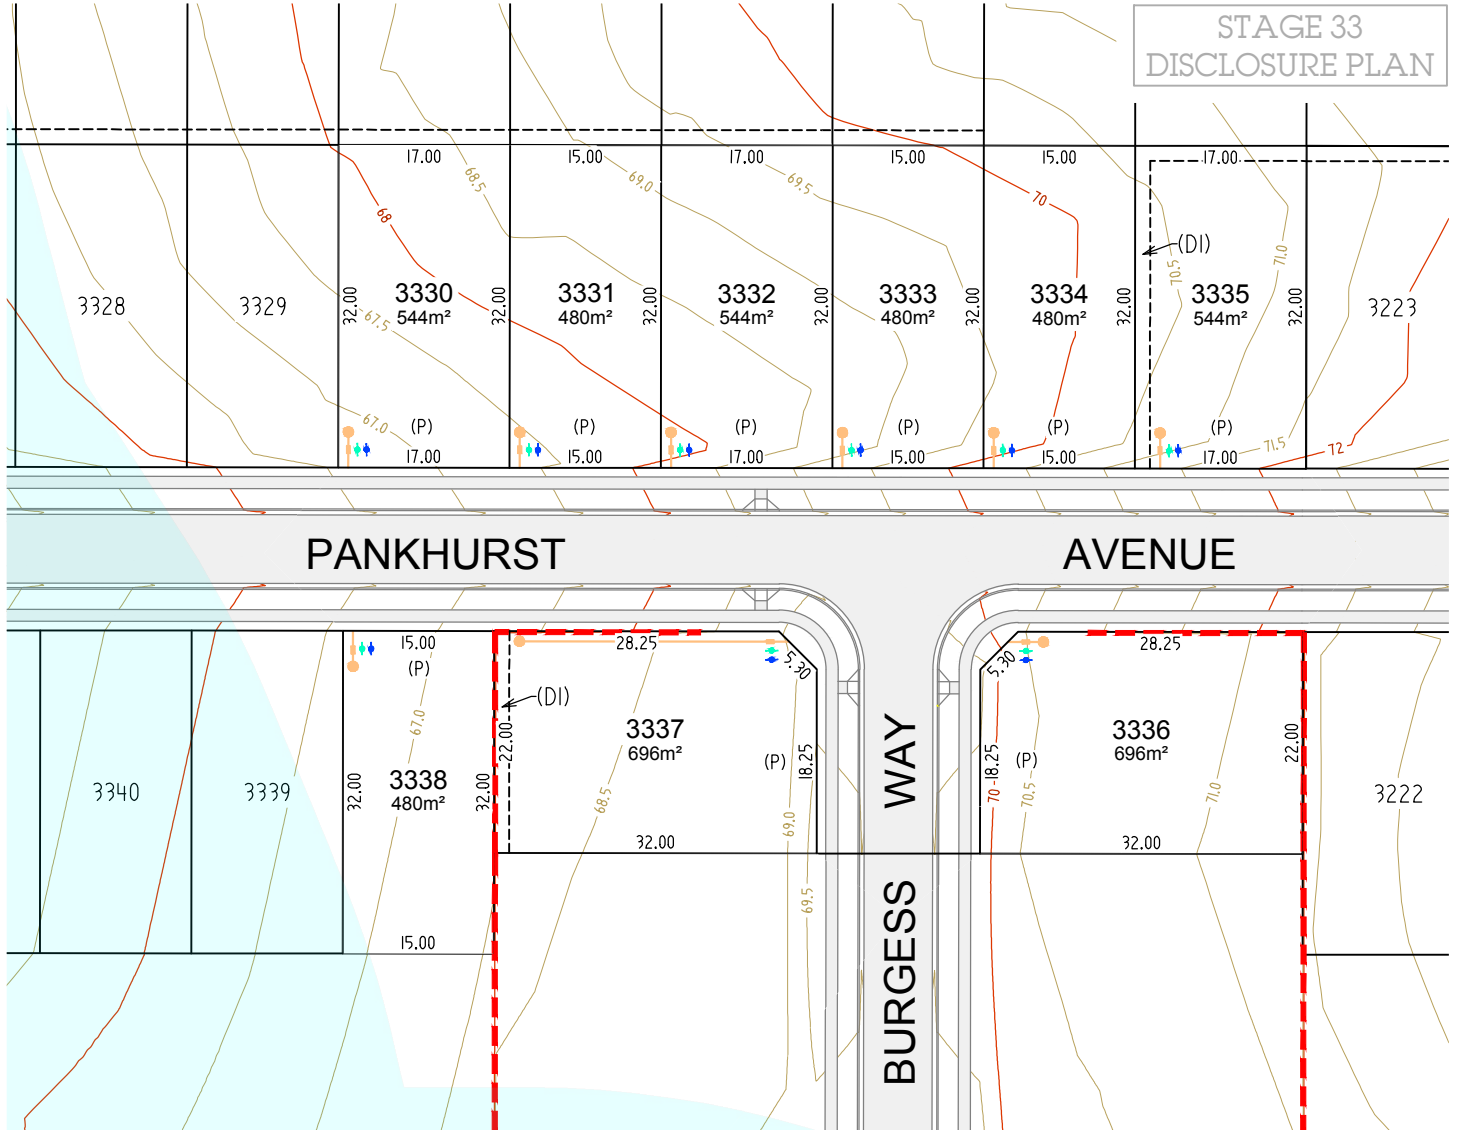 STAGE 33
DISCLOSURE PLAN
17.00
15.00
17.00
15.00
15.00
17.00
68.5
69.0
69.5
70
68
(D1)
70.5
71.0
3328
3329
32.00
3330
544m²
32.00
3331
480m²
32.00
3332
544m²
32.00
3333
480m²
32.00
3334
480m²
32.00
3335
544m²
32.00
3223
67.5
67.0
(P)
(P)
(P)
(P)
(P)
(P)
71.5
72
17.00
15.00
17.00
15.00
15.00
17.00
PANKHURST AVENUE
15.00
(P)
28.25
5.30
5.30
28.25
(D1)
67.0
22.00
3337
696m²
(P)
18.25
BURGESS WAY
18.25
(P)
3336
696m²
22.00
3340
3339
32.00
3338
480m²
32.00
68.5
69.0
70
70.5
71.0
3222
32.00
32.00
69.5
15.00